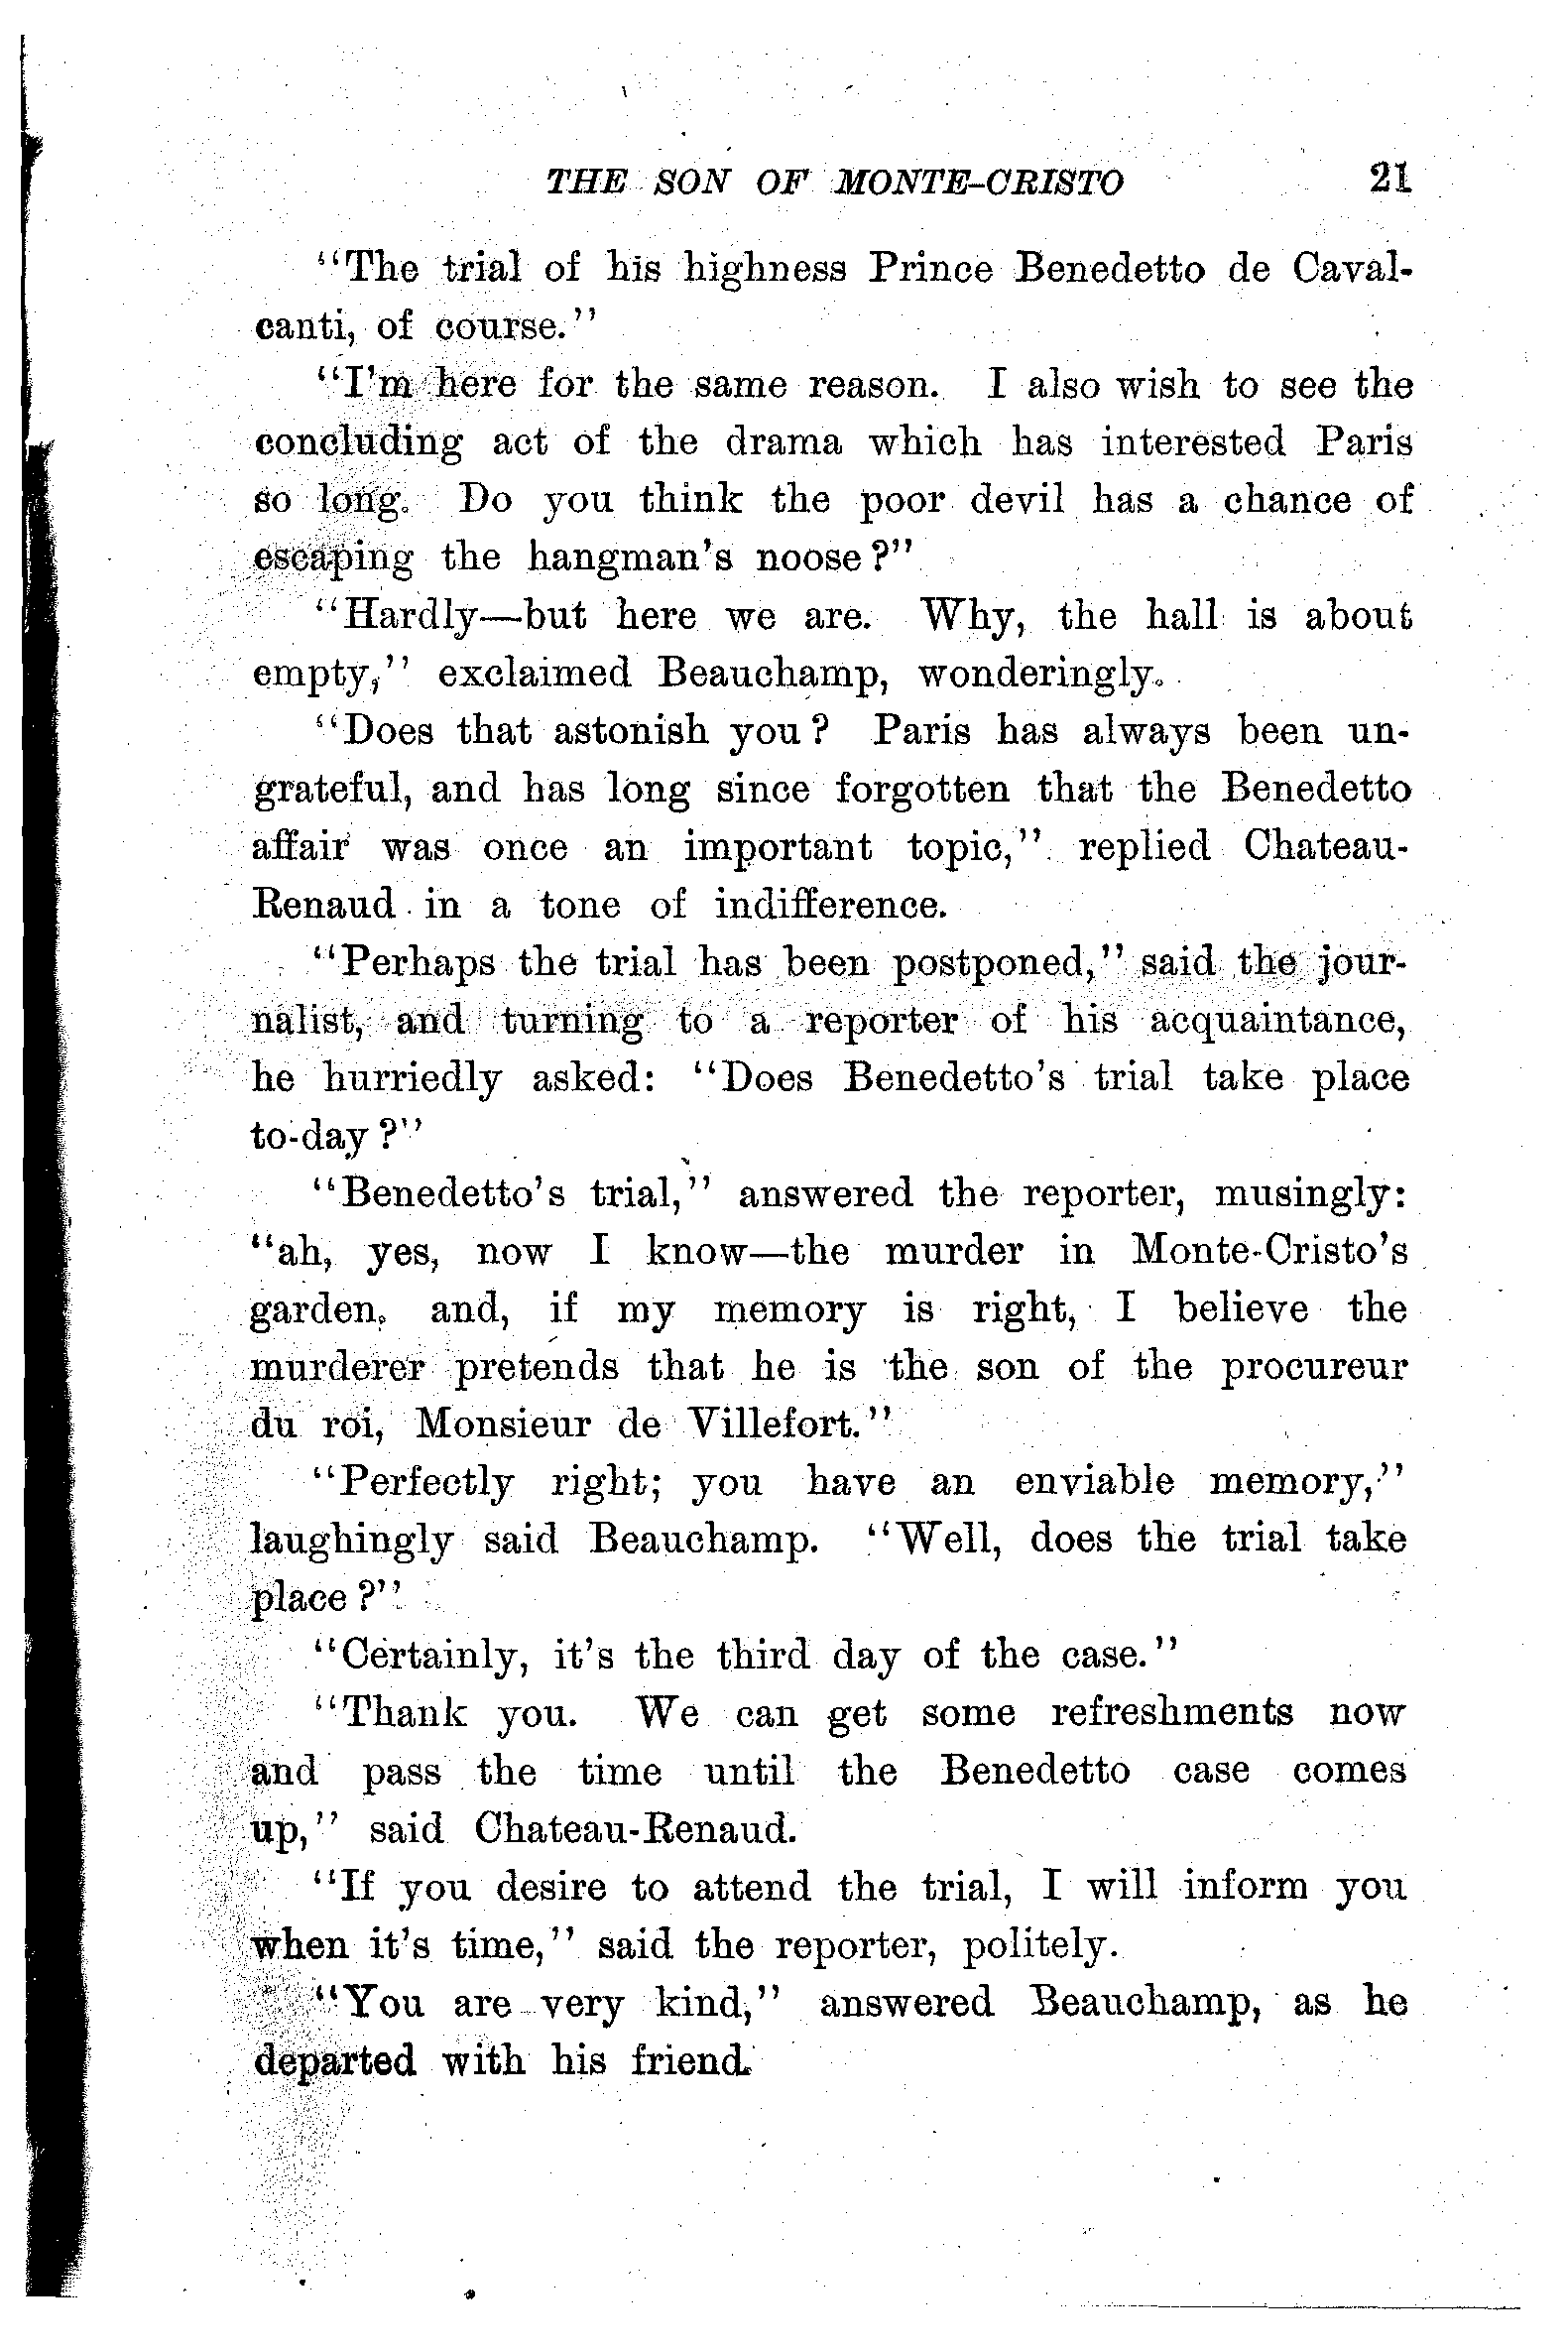 THE SON OF MONTE-CRISTO 21
"The trial of his highness Prince Benedetto de Caval-
canti, of course."
"I'm here for the same reason. I also wish to see the
concluding act of the drama which has interested Paris
so long. Do you think the poor devil has a chance of
escaping the hangman's noose?"
"Hardly—but here we are. Why, the hall is about
empty," exclaimed Beauchamp, wonderingly.
"Does that astonish you? Paris has always been un-
grateful, and has long since forgotten that the Benedetto
affair was once an important topic," replied Chateau-
Renaud in a tone of indifference.
"Perhaps the trial has been postponed," said the jour-
nalist, and turning to a reporter of his acquaintance,
he hurriedly asked: "Does Benedetto's trial take place
to-day?"
"Benedetto's trial," answered the reporter, musingly:
"ah, yes, now I know—the murder in Monte-Cristo's
garden, and, if my memory is right, I believe the
murderer pretends that he is the son of the procureur
du roi, Monsieur de Villefort."
"Perfectly right; you have an enviable memory,"
laughingly said Beauchamp. "Well, does the trial take
place?"
"Certainly, it's the third day of the case."
"Thank you. We can get some refreshments now
and pass the time until the Benedetto case comes
up," said Chateau-Renaud.
"If you desire to attend the trial, I will inform you
when it's time," said the reporter, politely.
"You are very kind," answered Beauchamp, as he
departed with his friend.